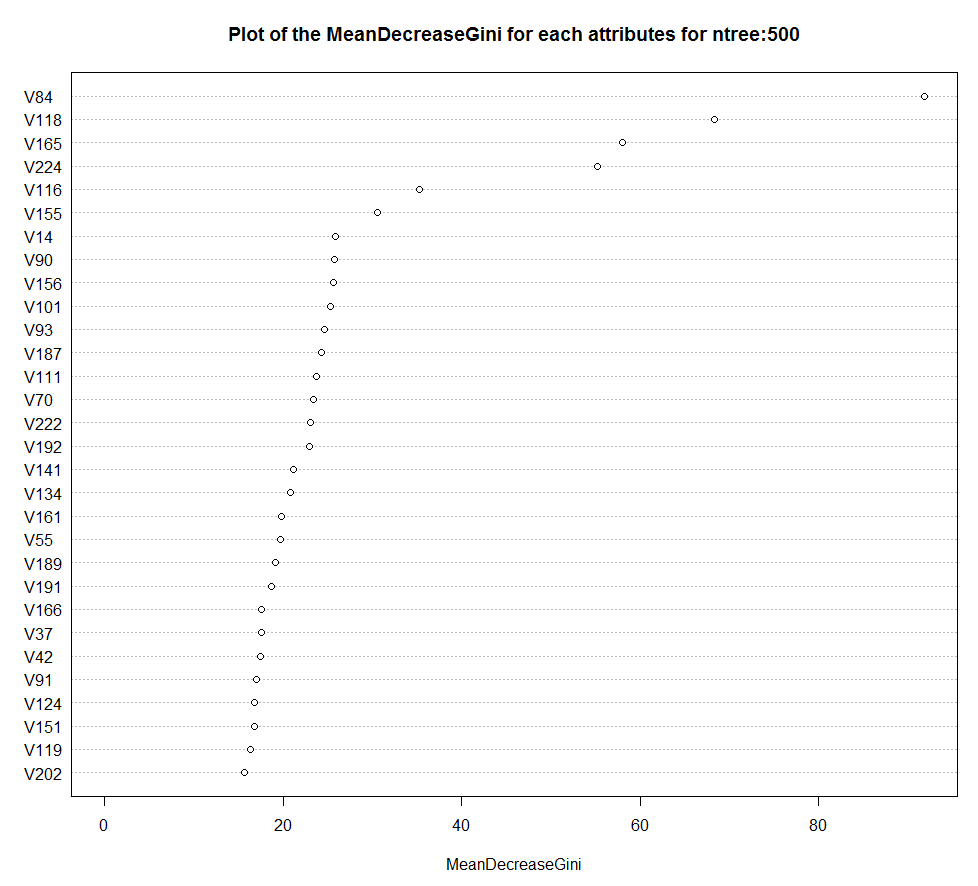 Plot of the MeanDecreaseGini for each attributes for ntree:500
V84
V118
V165
V224
V116
V155
V14
V90
V156
V101
V93
V187
V111
V70
V222
V192
V141
V134
V161
V55
V189
V191
V166
V37
V42
V91
V124
V151
V119
V202
0 20 40 60 80
MeanDecreaseGini